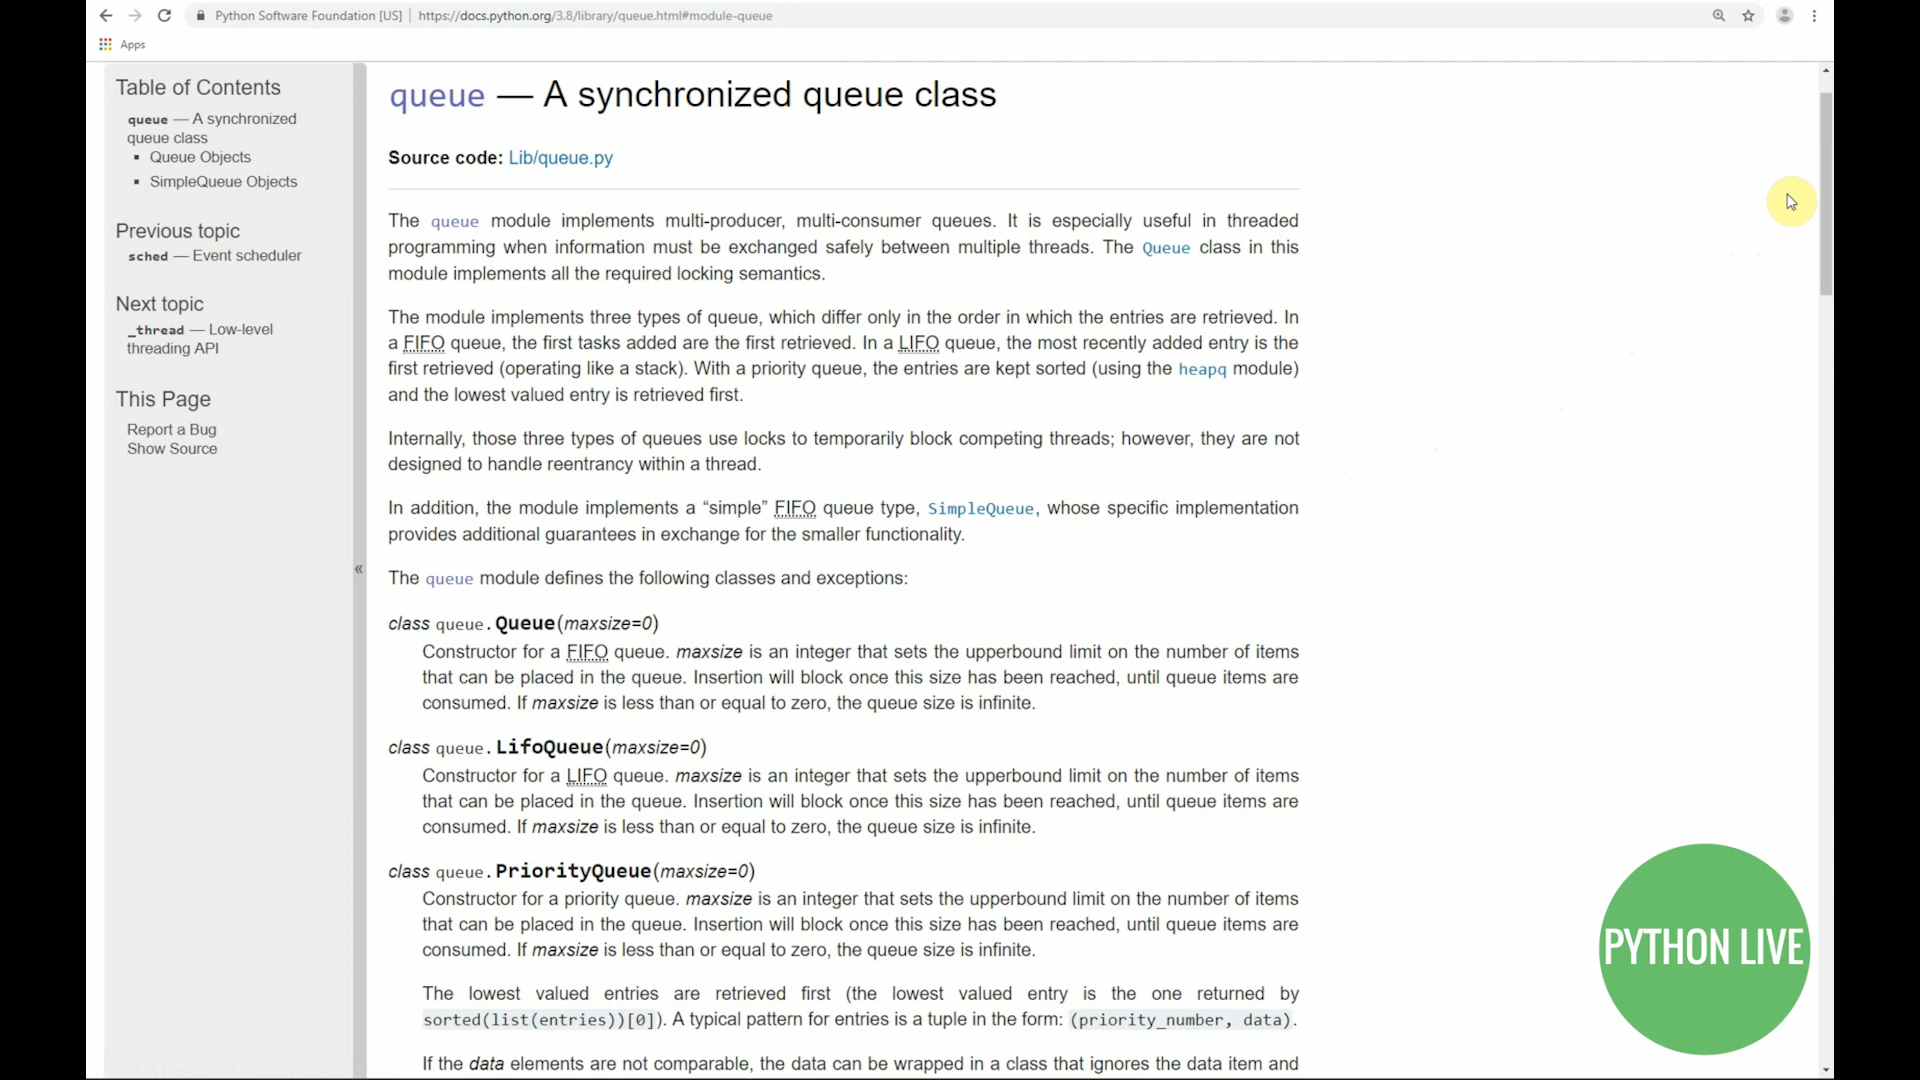 Python Software Foundation [US] | https://docs.python.org/3.8/library/queue.html#module-queue
Apps
Table of Contents
queue — A synchronized
queue class
▪ Queue Objects
▪ SimpleQueue Objects
Previous topic
sched — Event scheduler
Next topic
_thread — Low-level
threading API
This Page
Report a Bug
Show Source
«
queue — A synchronized queue class
Source code: Lib/queue.py
The queue module implements multi-producer, multi-consumer queues. It is especially useful in threaded
programming when information must be exchanged safely between multiple threads. The Queue class in this
module implements all the required locking semantics.
The module implements three types of queue, which differ only in the order in which the entries are retrieved. In
a FIFO queue, the first tasks added are the first retrieved. In a LIFO queue, the most recently added entry is the
first retrieved (operating like a stack). With a priority queue, the entries are kept sorted (using the heapq module)
and the lowest valued entry is retrieved first.
Internally, those three types of queues use locks to temporarily block competing threads; however, they are not
designed to handle reentrancy within a thread.
In addition, the module implements a “simple” FIFO queue type, SimpleQueue, whose specific implementation
provides additional guarantees in exchange for the smaller functionality.
The queue module defines the following classes and exceptions:
class queue.Queue(maxsize=0)
Constructor for a FIFO queue. maxsize is an integer that sets the upperbound limit on the number of items
that can be placed in the queue. Insertion will block once this size has been reached, until queue items are
consumed. If maxsize is less than or equal to zero, the queue size is infinite.
class queue.LifoQueue(maxsize=0)
Constructor for a LIFO queue. maxsize is an integer that sets the upperbound limit on the number of items
that can be placed in the queue. Insertion will block once this size has been reached, until queue items are
consumed. If maxsize is less than or equal to zero, the queue size is infinite.
class queue.PriorityQueue(maxsize=0)
Constructor for a priority queue. maxsize is an integer that sets the upperbound limit on the number of items
that can be placed in the queue. Insertion will block once this size has been reached, until queue items are
consumed. If maxsize is less than or equal to zero, the queue size is infinite.
The lowest valued entries are retrieved first (the lowest valued entry is the one returned by
sorted(list(entries))[0]). A typical pattern for entries is a tuple in the form: (priority_number, data).
If the data elements are not comparable, the data can be wrapped in a class that ignores the data item and
PYTHON LIVE